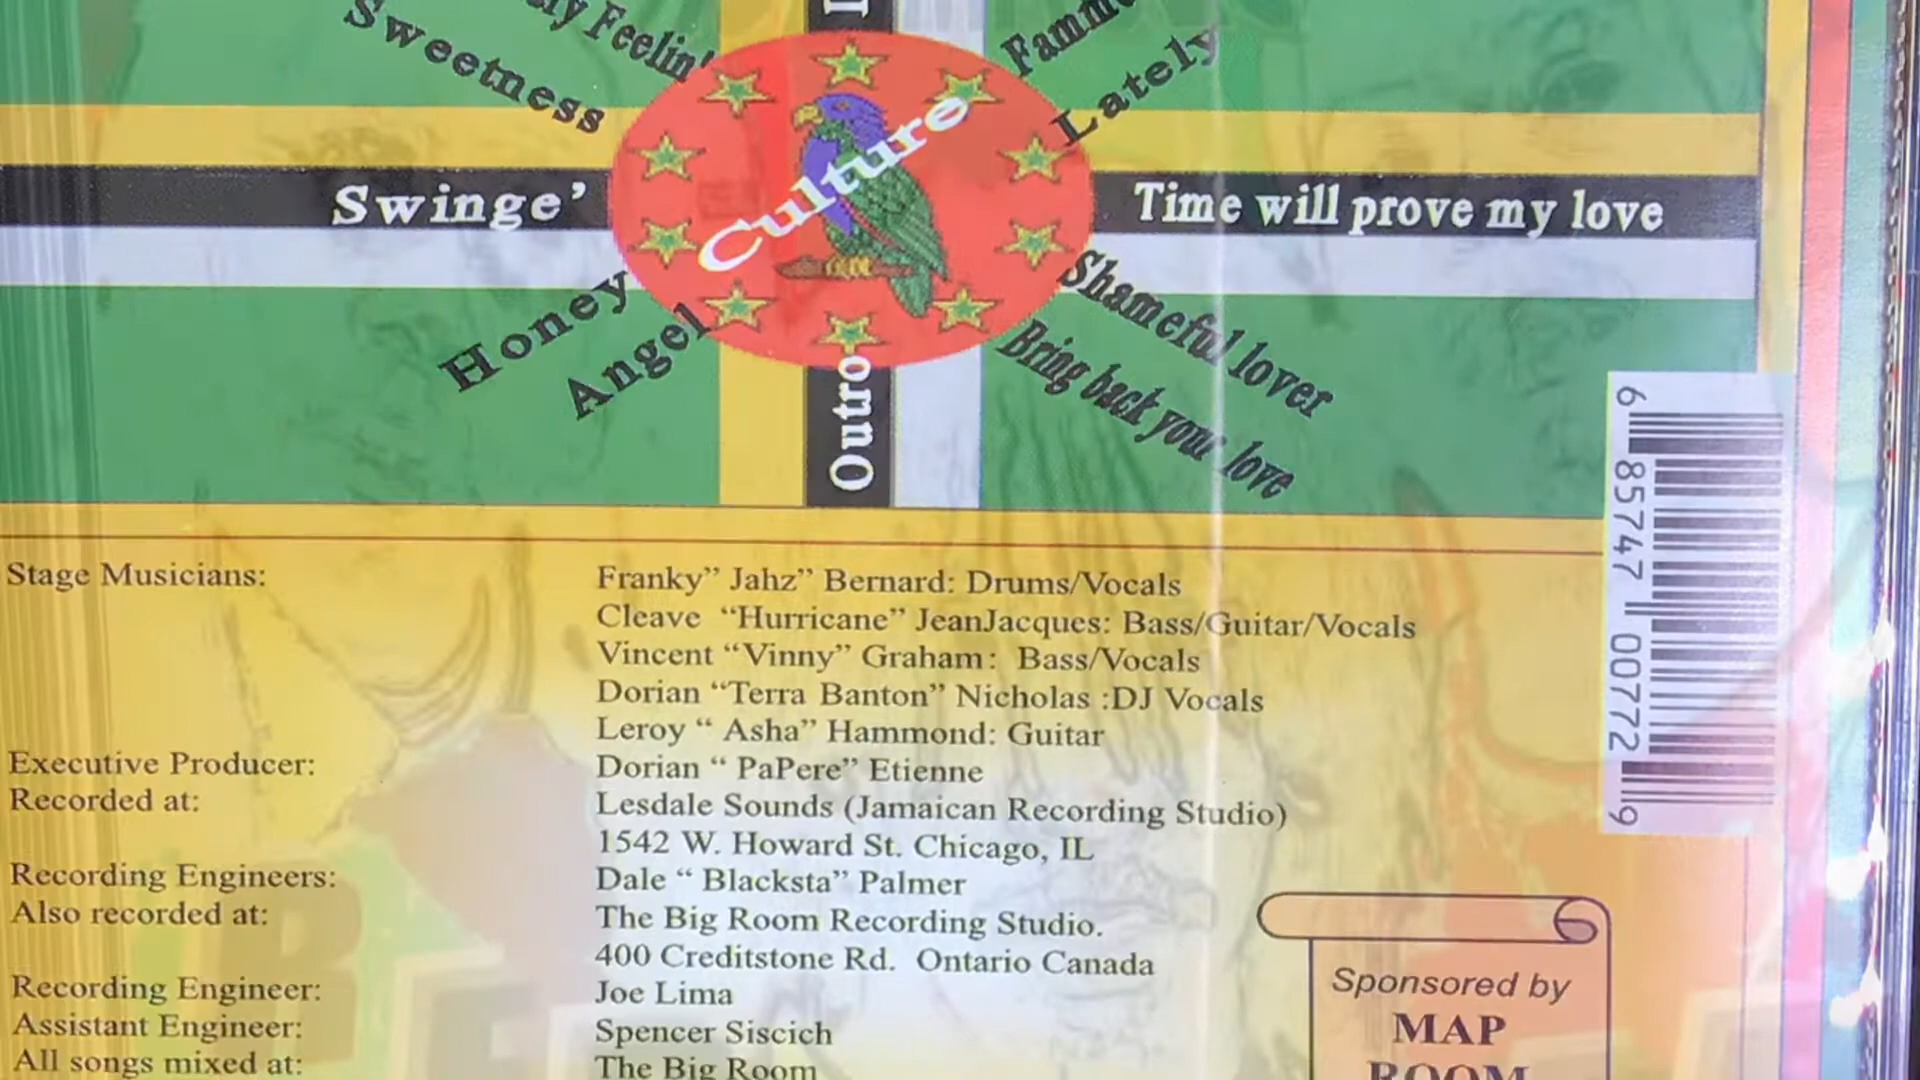 Feelin'
Sweetness
Lately
Culture
Swinge’
Time will prove my love
Honey
Angel
Shameful lover
Bring back your love
Outro
6 85747 00772 9
Stage Musicians:
Franky” Jahz” Bernard: Drums/Vocals
Cleave “Hurricane” JeanJacques: Bass/Guitar/Vocals
Vincent “Vinny” Graham: Bass/Vocals
Dorian “Terra Banton” Nicholas :DJ Vocals
Leroy “ Asha” Hammond: Guitar
Executive Producer: Dorian “ PaPere” Etienne
Recorded at: Lesdale Sounds (Jamaican Recording Studio)
1542 W. Howard St. Chicago, IL
Recording Engineers: Dale “ Blacksta” Palmer
Also recorded at: The Big Room Recording Studio.
400 Creditstone Rd. Ontario Canada
Recording Engineer: Joe Lima
Assistant Engineer: Spencer Siscich
All songs mixed at: The Big Room
Sponsored by
MAP
ROOM